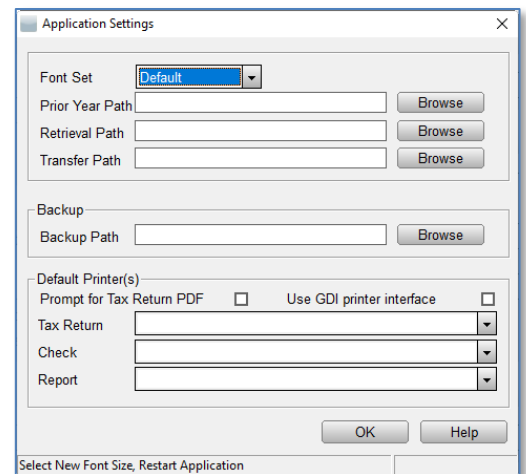 Application Settings
Font Set Default
Prior Year Path Browse
Retrieval Path Browse
Transfer Path Browse
Backup
Backup Path Browse
Default Printer(s)
Prompt for Tax Return PDF Use GDI printer interface
Tax Return
Check
Report
OK Help
Select New Font Size, Restart Application